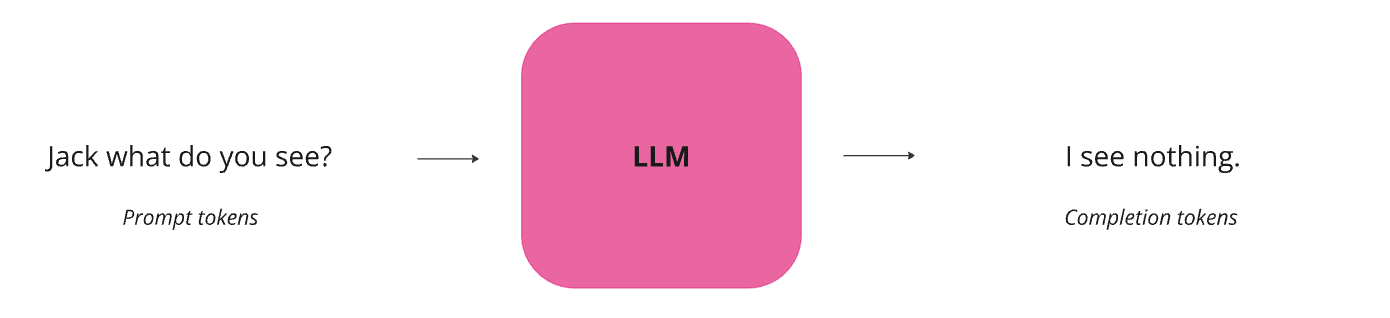 Jack what do you see?
Prompt tokens
LLM
I see nothing.
Completion tokens